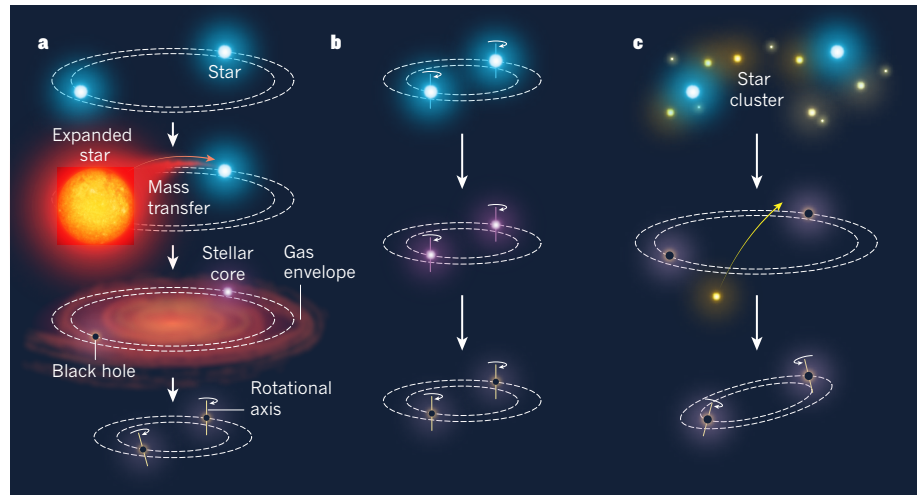 a
Star
Expanded
star
Mass
transfer
Stellar
core
Gas
envelope
Black hole
Rotational
axis
b
c
Star
cluster